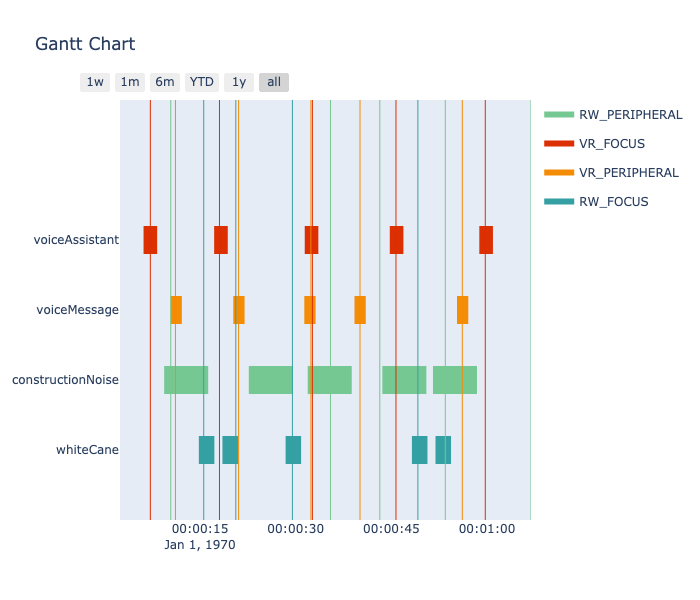 Gantt Chart
1w 1m 6m YTD 1y all
RW_PERIPHERAL
VR_FOCUS
VR_PERIPHERAL
RW_FOCUS
voiceAssistant
voiceMessage
constructionNoise
whiteCane
00:00:15 00:00:30 00:00:45 00:01:00
Jan 1, 1970